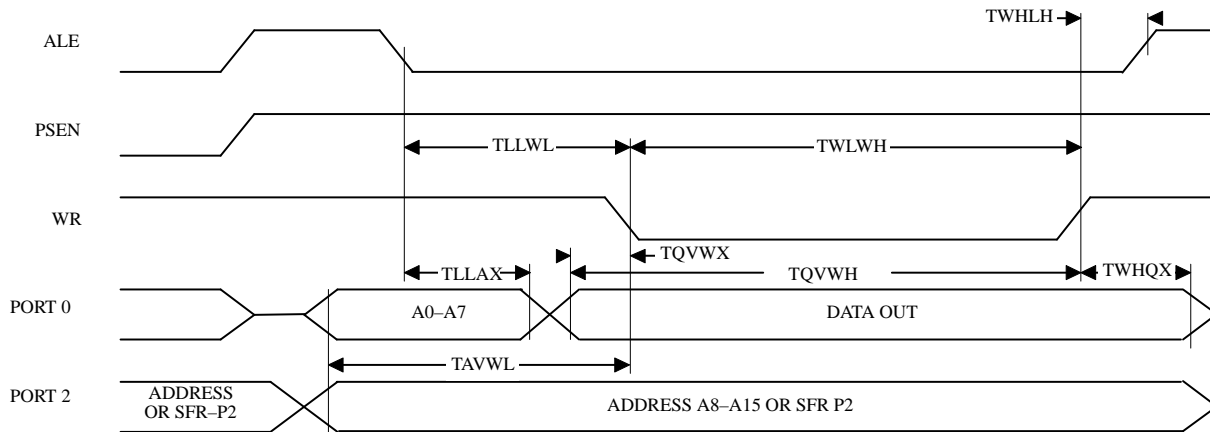 TWHLH
ALE
PSEN
TLLWL
TWLWH
WR
TQVWX
TLLAX
TQVWH
TWHQX
PORT 0
A0–A7
DATA OUT
TAVWL
PORT 2
ADDRESS
OR SFR–P2
ADDRESS A8–A15 OR SFR P2